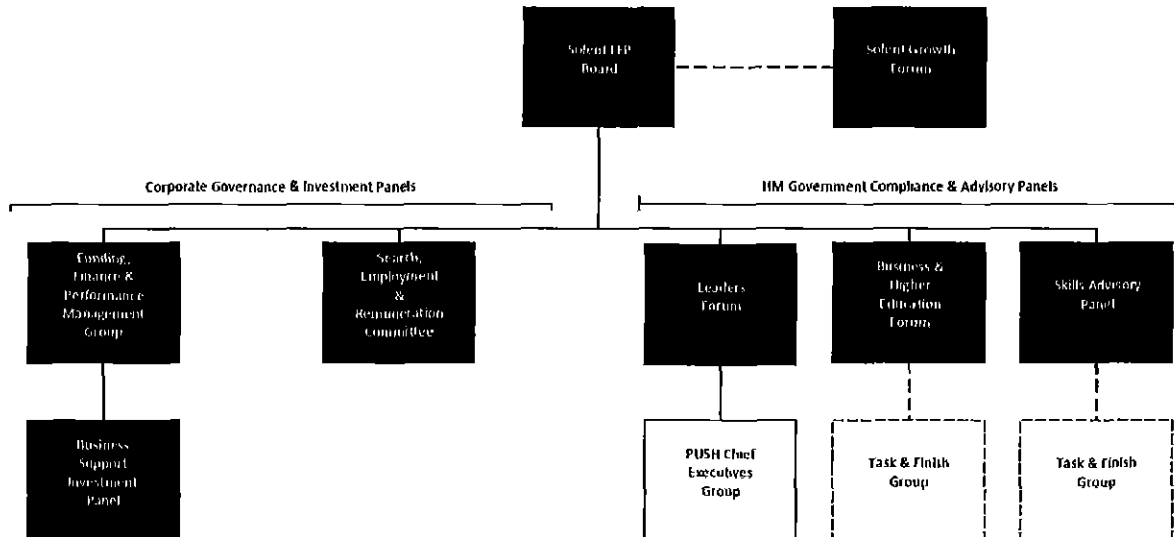 Solent LEP
Board
Solent Growth
Forum
Corporate Governance & Investment Panels
HM Government Compliance & Advisory Panels
Funding,
Finance &
Performance
Management
Group
Search,
Employment
&
Remuneration
Committee
Leaders
Forum
Business &
Higher
Education
Forum
Skills Advisory
Panel
Business
Support
Investment
Panel
PUSH Chief
Executives
Group
Task & Finish
Group
Task & Finish
Group